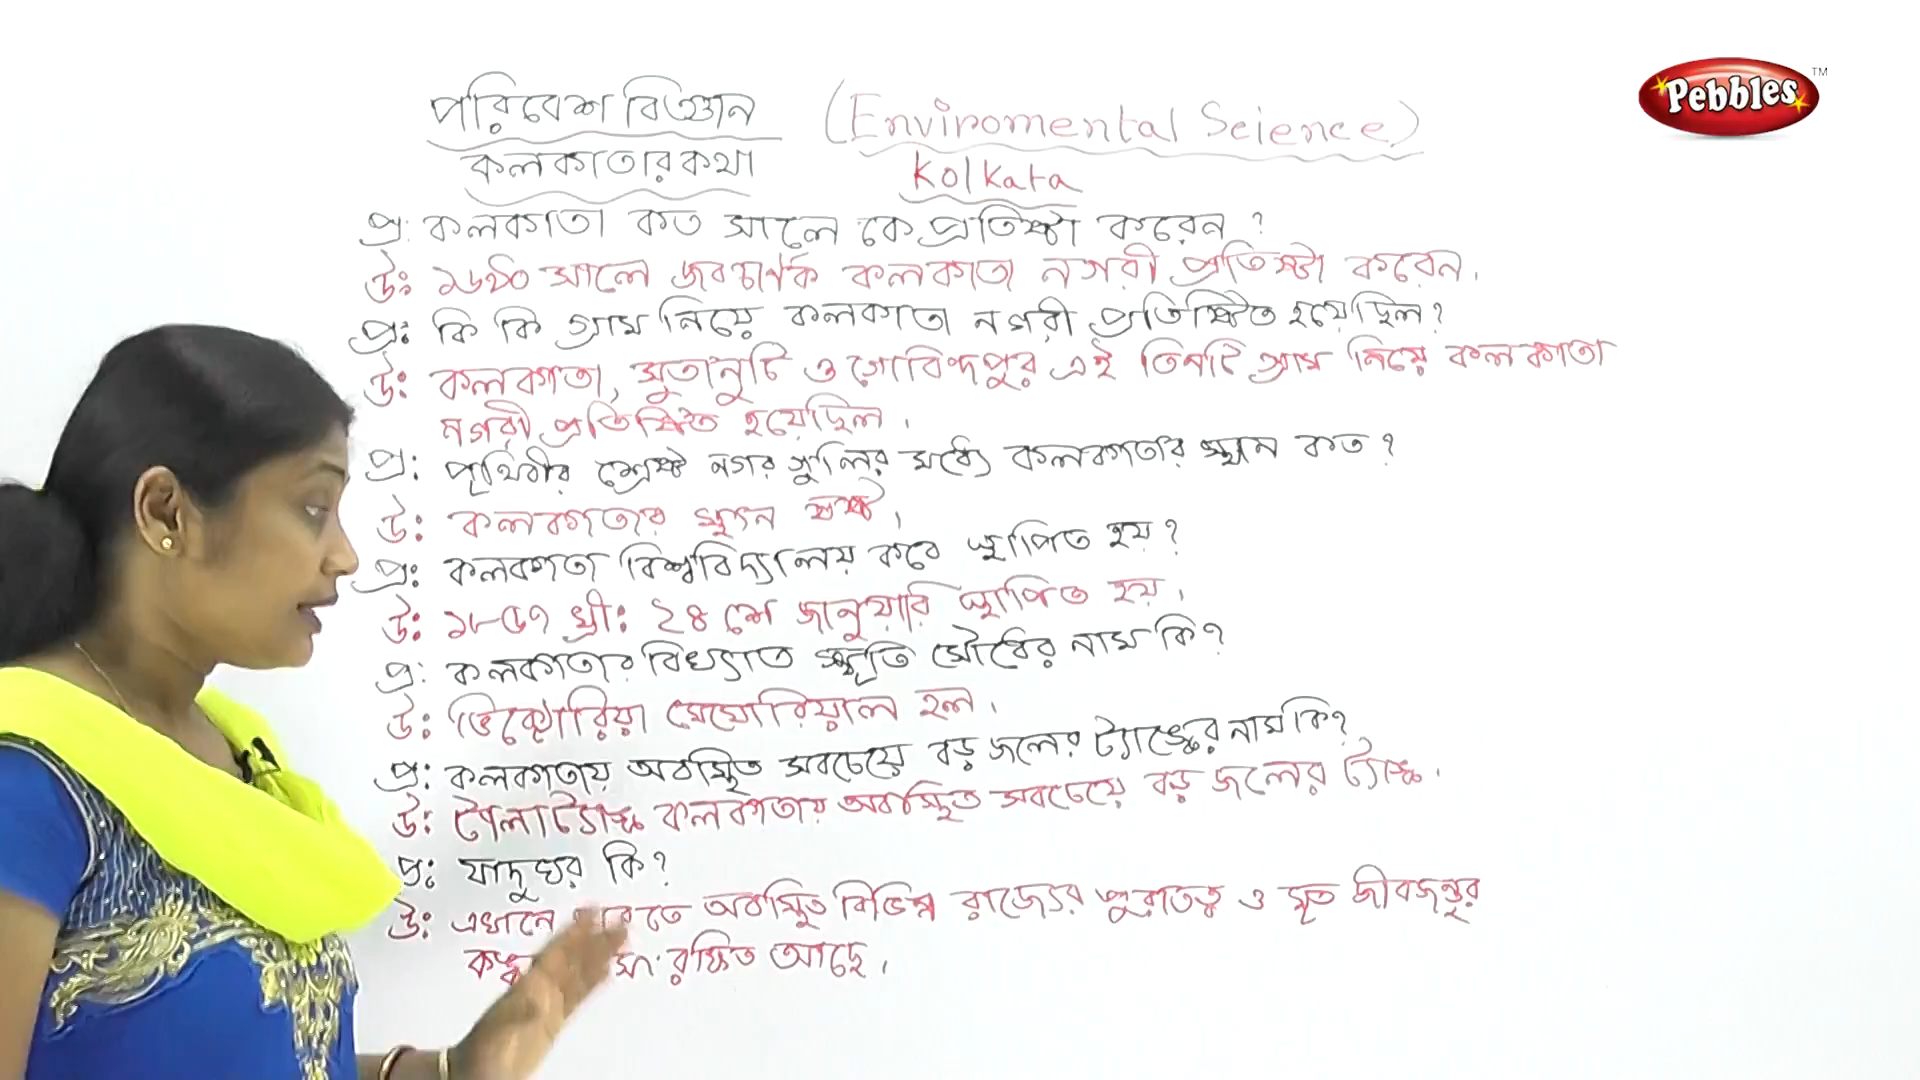 পরিবেশ বিজ্ঞান (Enviromental Science)
কলকাতার কথা Kolkata
Pebbles TM
প্র: কলকাতা কত সালে কে প্রতিষ্ঠা করেন ?
উঃ ১৬৯০ সালে জব চার্ণক কলকাতা নগরী প্রতিষ্ঠা করেন.
প্রঃ কি কি গ্রাম নিয়ে কলকাতা নগরী প্রতিষ্ঠিত হয়েছিল?
উঃ কলকাতা, সুতানুটি ও গোবিন্দপুর এই তিনটি গ্রাম নিয়ে কলকাতা
নগরী প্রতিষ্ঠিত হয়েছিল.
প্র: পৃথিবীর শ্রেষ্ঠ নগর গুলির মধ্যে কলকাতার স্থান কত ?
উঃ কলকাতার স্থান ষষ্ঠ.
প্রঃ কলকাতা বিশ্ববিদ্যালয় কবে স্থাপিত হয় ?
উঃ ১৮৫৭ খ্রী: ২৪ শে জানুয়ারি স্থাপিত হয়.
প্র: কলকাতার বিখ্যাত স্মৃতি সৌধের নাম কি?
উঃ ভিক্টোরিয়া মেমোরিয়াল হল.
প্র: কলকাতায় অবস্থিত সবচেয়ে বড় জলের ট্যাঙ্কের নাম কি?
উঃ টালাট্যাঙ্ক কলকাতায় অবস্থিত সবচেয়ে বড় জলের ট্যাঙ্ক.
প্রঃ যাদুঘর কি?
উঃ এখানে অবস্থিত বিভিন্ন রাজ্যের পুরাতত্ব ও মৃত জীবজন্তুর
আছে.